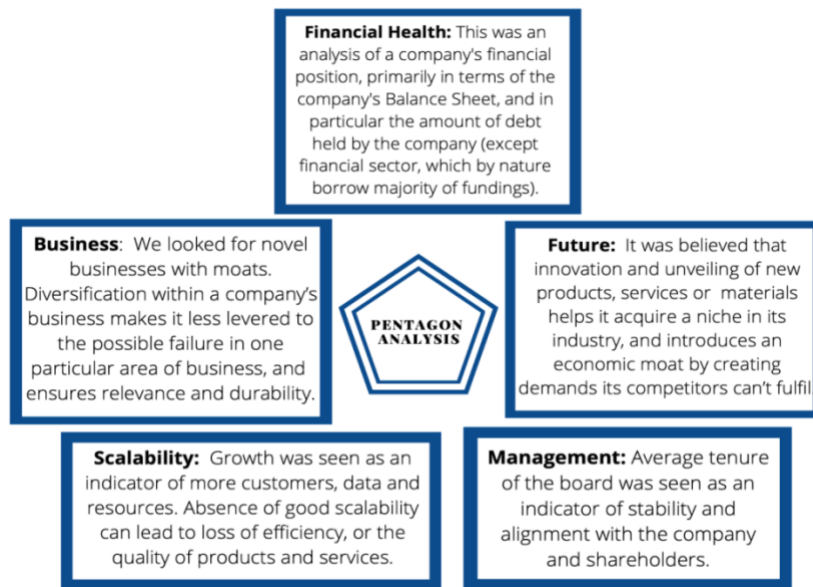 Financial Health: This was an
analysis of a company's financial
position, primarily in terms of the
company's Balance Sheet, and in
particular the amount of debt
held by the company (except
financial sector, which by nature
borrow majority of fundings).
Business: We looked for novel
businesses with moats.
Diversification within a company's
business makes it less levered to
the possible failure in one
particular area of business, and
ensures relevance and durability.
PENTAGON
ANALYSIS
Future: It was believed that
innovation and unveiling of new
products, services or materials
helps it acquire a niche in its
industry, and introduces an
economic moat by creating
demands its competitors can't fulfil.
Scalability: Growth was seen as an
indicator of more customers, data and
resources. Absence of good scalability
can lead to loss of efficiency, or the
quality of products and services.
Management: Average tenure
of the board was seen as an
indicator of stability and
alignment with the company
and shareholders.